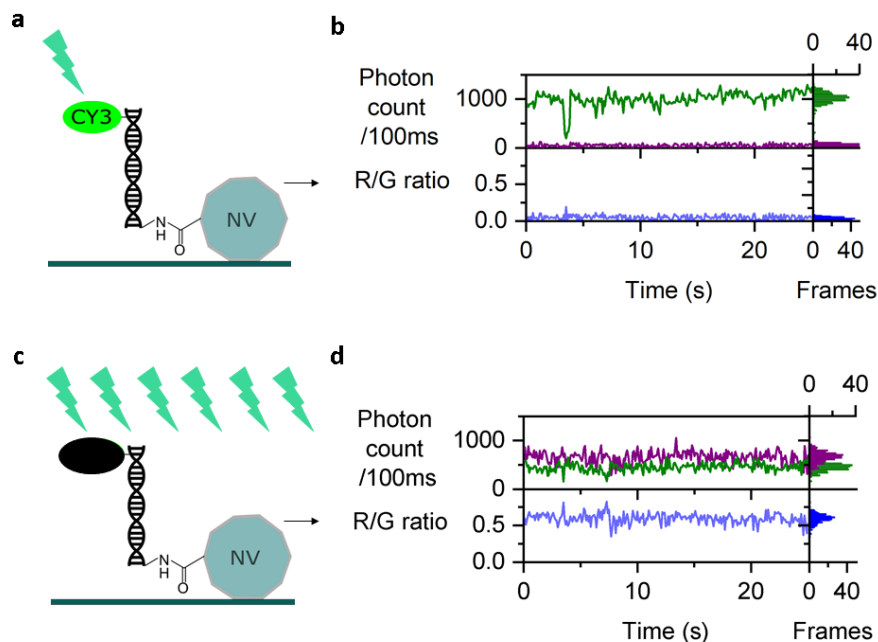 a
CY3
N
H
O
NV
b
0 40
Photon
count
/100ms
1000
0
R/G ratio
0.5
0.0
0 10 20 0 40
Time (s) Frames
c
N
H
O
NV
d
0 40
Photon
count
/100ms
1000
0
R/G ratio
0.5
0.0
0 10 20 0 40
Time (s) Frames